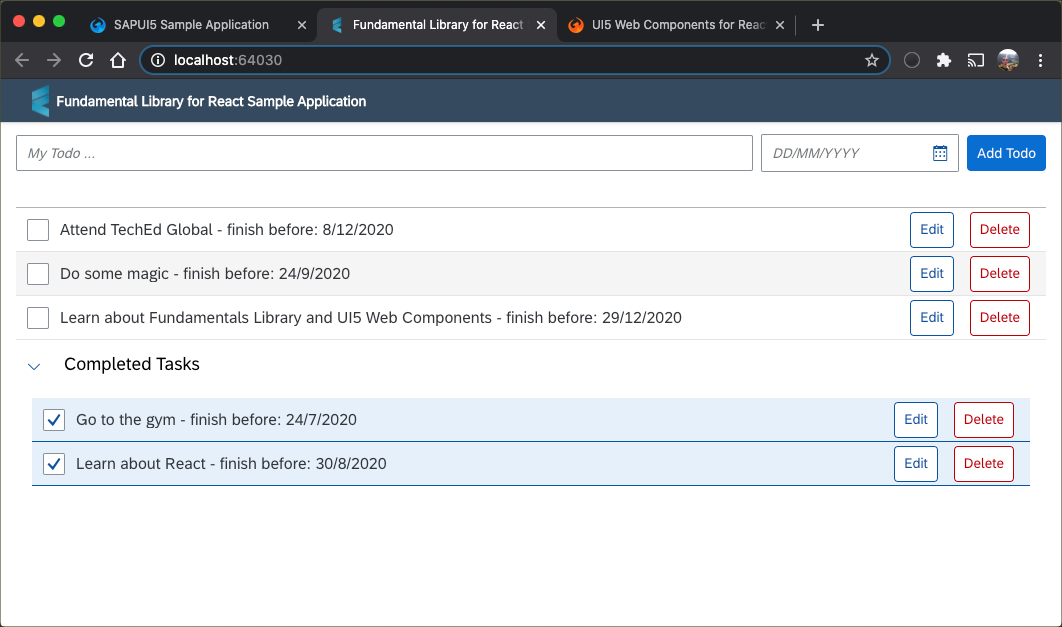 SAPUI5 Sample Application
Fundamental Library for React
UI5 Web Components for Reac
localhost:64030
Fundamental Library for React Sample Application
My Todo ...
DD/MM/YYYY
Add Todo
Attend TechEd Global - finish before: 8/12/2020 Edit Delete
Do some magic - finish before: 24/9/2020 Edit Delete
Learn about Fundamentals Library and UI5 Web Components - finish before: 29/12/2020 Edit Delete
Completed Tasks
Go to the gym - finish before: 24/7/2020 Edit Delete
Learn about React - finish before: 30/8/2020 Edit Delete